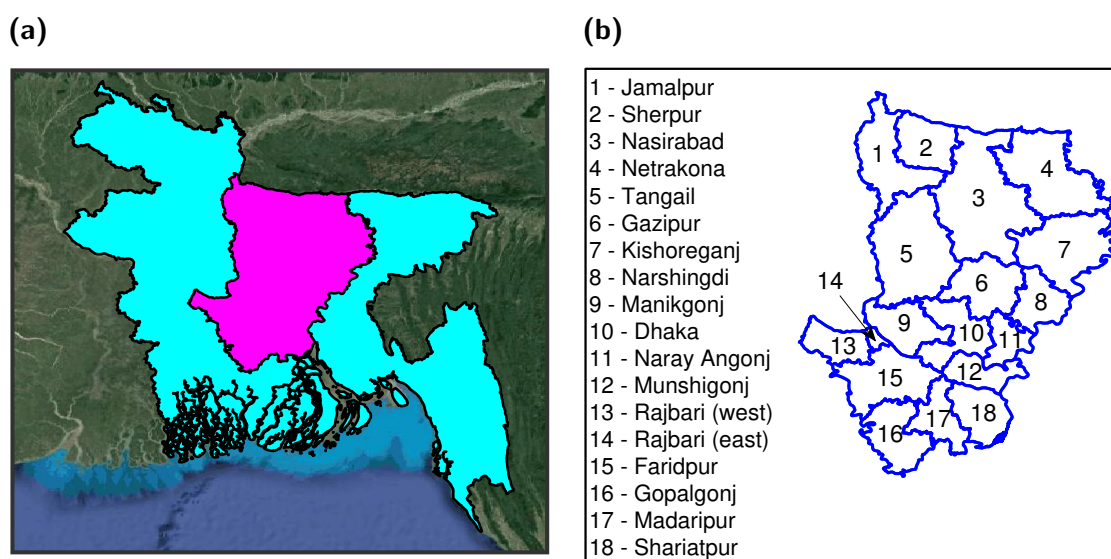 (a)
(b)
1 - Jamalpur
2 - Sherpur
3 - Nasirabad
4 - Netrakona
5 - Tangail
6 - Gazipur
7 - Kishoreganj
8 - Narshingdi
9 - Manikgonj
10 - Dhaka
11 - Naray Angonj
12 - Munshigonj
13 - Rajbari (west)
14 - Rajbari (east)
15 - Faridpur
16 - Gopalgonj
17 - Madaripur
18 - Shariatpur
1
2
3
4
5
6
7
8
9
10
11
12
13
14
15
16
17
18